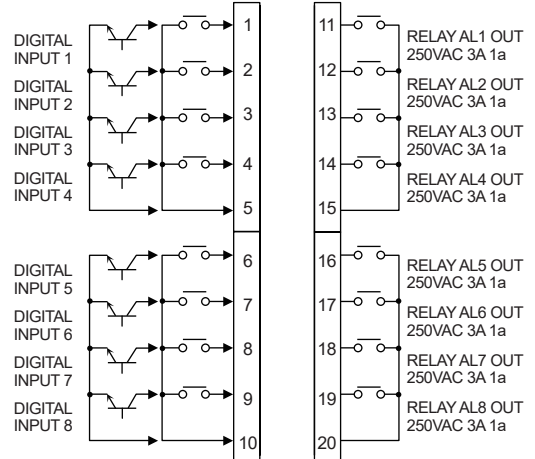 DIGITAL
INPUT 1
DIGITAL
INPUT 2
DIGITAL
INPUT 3
DIGITAL
INPUT 4
1
2
3
4
5
11
12
13
14
15
RELAY AL1 OUT
250VAC 3A 1a
RELAY AL2 OUT
250VAC 3A 1a
RELAY AL3 OUT
250VAC 3A 1a
RELAY AL4 OUT
250VAC 3A 1a
DIGITAL
INPUT 5
DIGITAL
INPUT 6
DIGITAL
INPUT 7
DIGITAL
INPUT 8
6
7
8
9
10
16
17
18
19
20
RELAY AL5 OUT
250VAC 3A 1a
RELAY AL6 OUT
250VAC 3A 1a
RELAY AL7 OUT
250VAC 3A 1a
RELAY AL8 OUT
250VAC 3A 1a